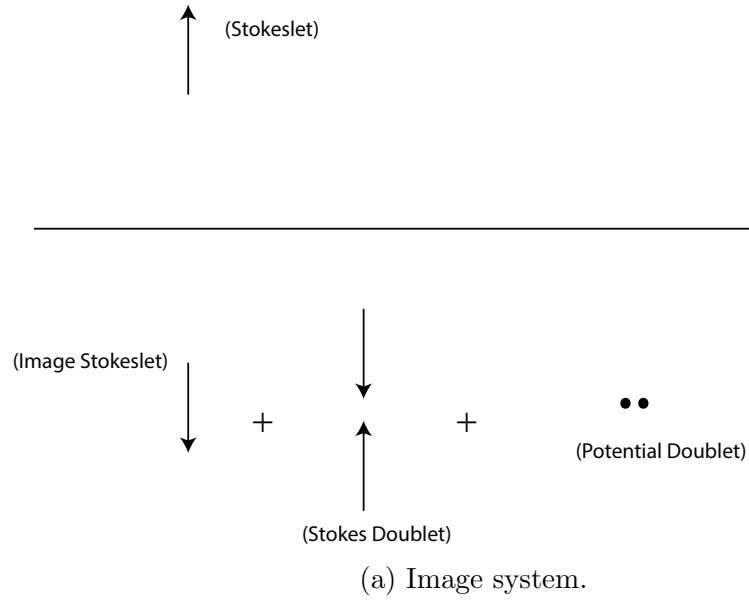 (Stokeslet)
(Image Stokeslet)
+
+
(Potential Doublet)
(Stokes Doublet)
(a) Image system.